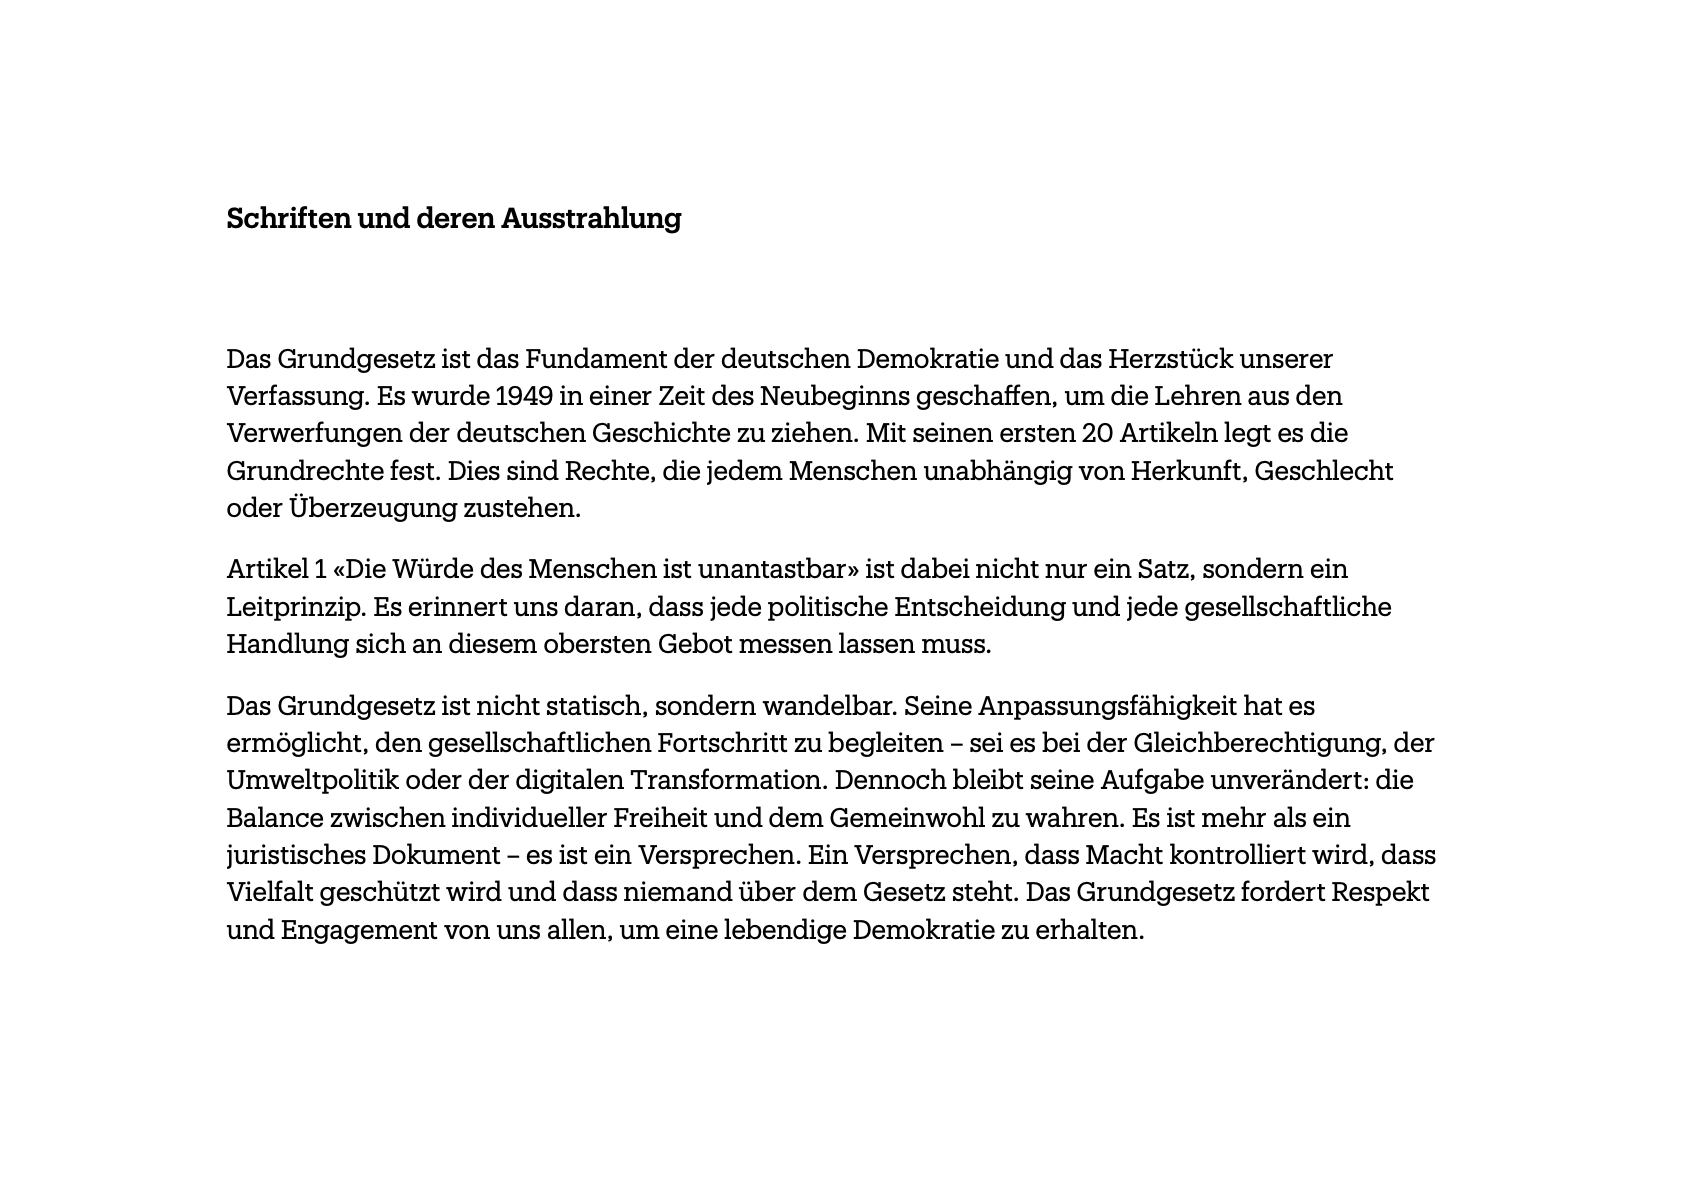 Schriften und deren Ausstrahlung
Das Grundgesetz ist das Fundament der deutschen Demokratie und das Herzstück unserer
Verfassung. Es wurde 1949 in einer Zeit des Neubeginns geschaffen, um die Lehren aus den
Verwerfungen der deutschen Geschichte zu ziehen. Mit seinen ersten 20 Artikeln legt es die
Grundrechte fest. Dies sind Rechte, die jedem Menschen unabhängig von Herkunft, Geschlecht
oder Überzeugung zustehen.
Artikel 1 «Die Würde des Menschen ist unantastbar» ist dabei nicht nur ein Satz, sondern ein
Leitprinzip. Es erinnert uns daran, dass jede politische Entscheidung und jede gesellschaftliche
Handlung sich an diesem obersten Gebot messen lassen muss.
Das Grundgesetz ist nicht statisch, sondern wandelbar. Seine Anpassungsfähigkeit hat es
ermöglicht, den gesellschaftlichen Fortschritt zu begleiten – sei es bei der Gleichberechtigung, der
Umweltpolitik oder der digitalen Transformation. Dennoch bleibt seine Aufgabe unverändert: die
Balance zwischen individueller Freiheit und dem Gemeinwohl zu wahren. Es ist mehr als ein
juristisches Dokument – es ist ein Versprechen. Ein Versprechen, dass Macht kontrolliert wird, dass
Vielfalt geschützt wird und dass niemand über dem Gesetz steht. Das Grundgesetz fordert Respekt
und Engagement von uns allen, um eine lebendige Demokratie zu erhalten.